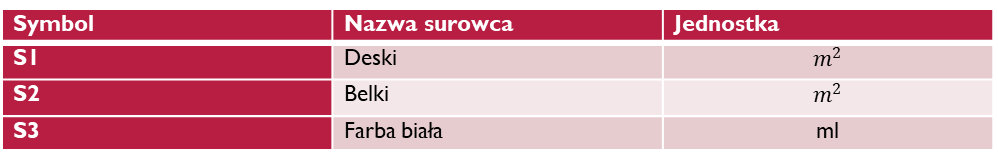 Symbol Nazwa surowca Jednostka
S1 Deski m²
S2 Belki m²
S3 Farba biała ml